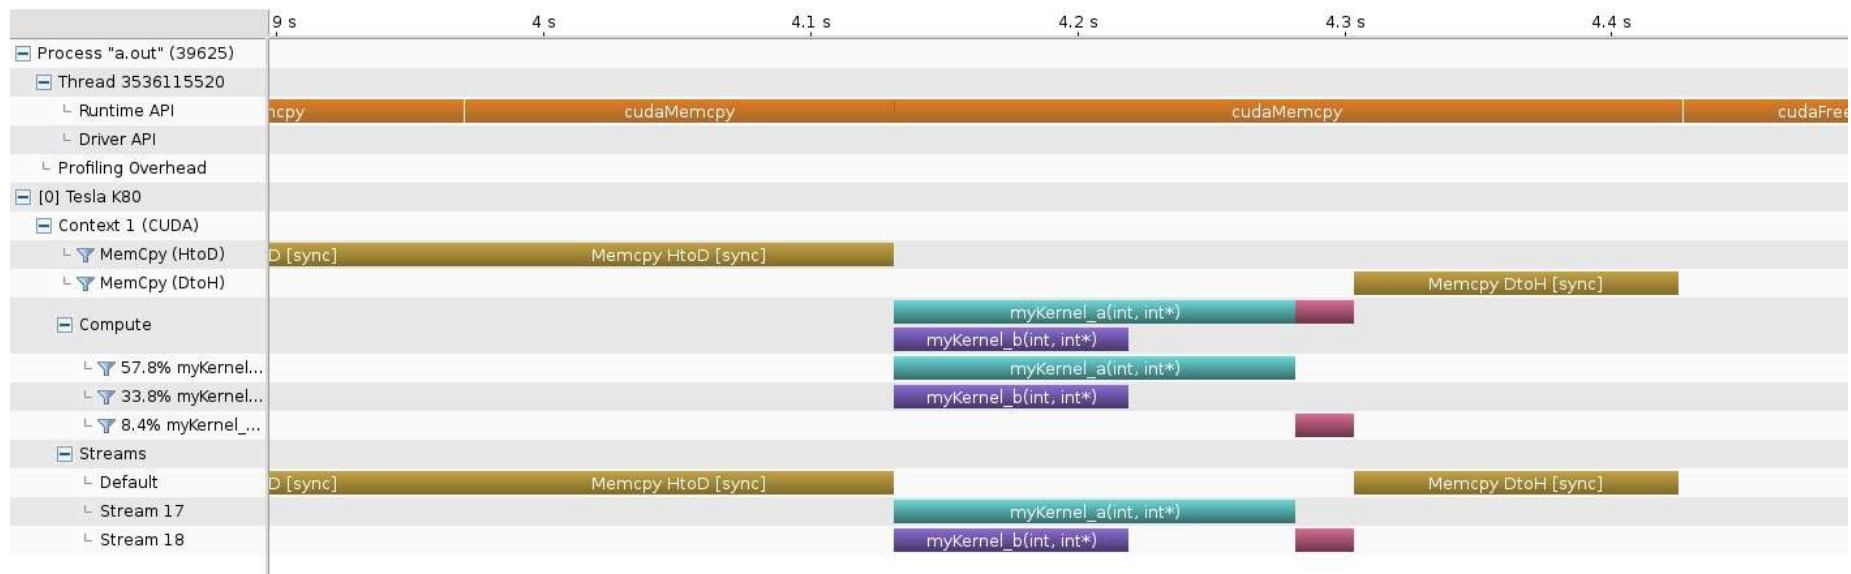 9 s 4 s 4.1 s 4.2 s 4.3 s 4.4 s
Process "a.out" (39625)
Thread 3536115520
Runtime API ncpy cudaMemcpy cudaMemcpy cudaFree
Driver API
Profiling Overhead
[0] Tesla K80
Context 1 (CUDA)
MemCpy (HtoD) D [sync] Memcpy HtoD [sync]
MemCpy (DtoH) Memcpy DtoH [sync]
Compute myKernel_a(int, int*)
myKernel_b(int, int*)
57.8% myKernel... myKernel_a(int, int*)
33.8% myKernel... myKernel_b(int, int*)
8.4% myKernel_...
Streams
Default D [sync] Memcpy HtoD [sync] Memcpy DtoH [sync]
Stream 17 myKernel_a(int, int*)
Stream 18 myKernel_b(int, int*)